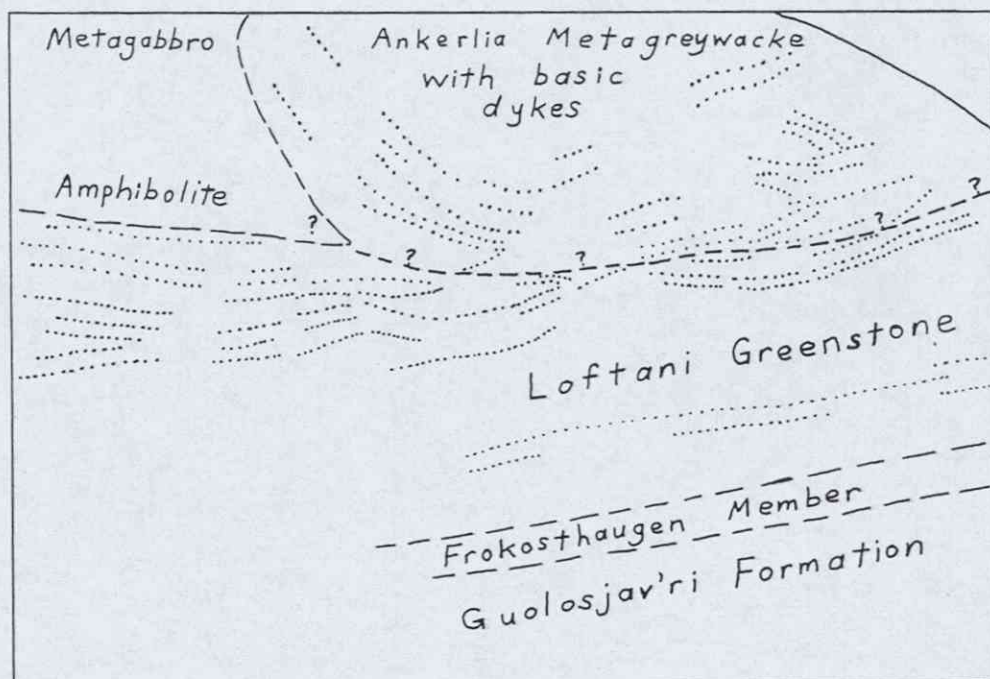 Metagabbro
Ankerlia Metagreywacke
with basic
dykes
Amphibolite
?
?
?
?
?
Loftani Greenstone
Frokosthaugen Member
Guolosjav'ri Formation